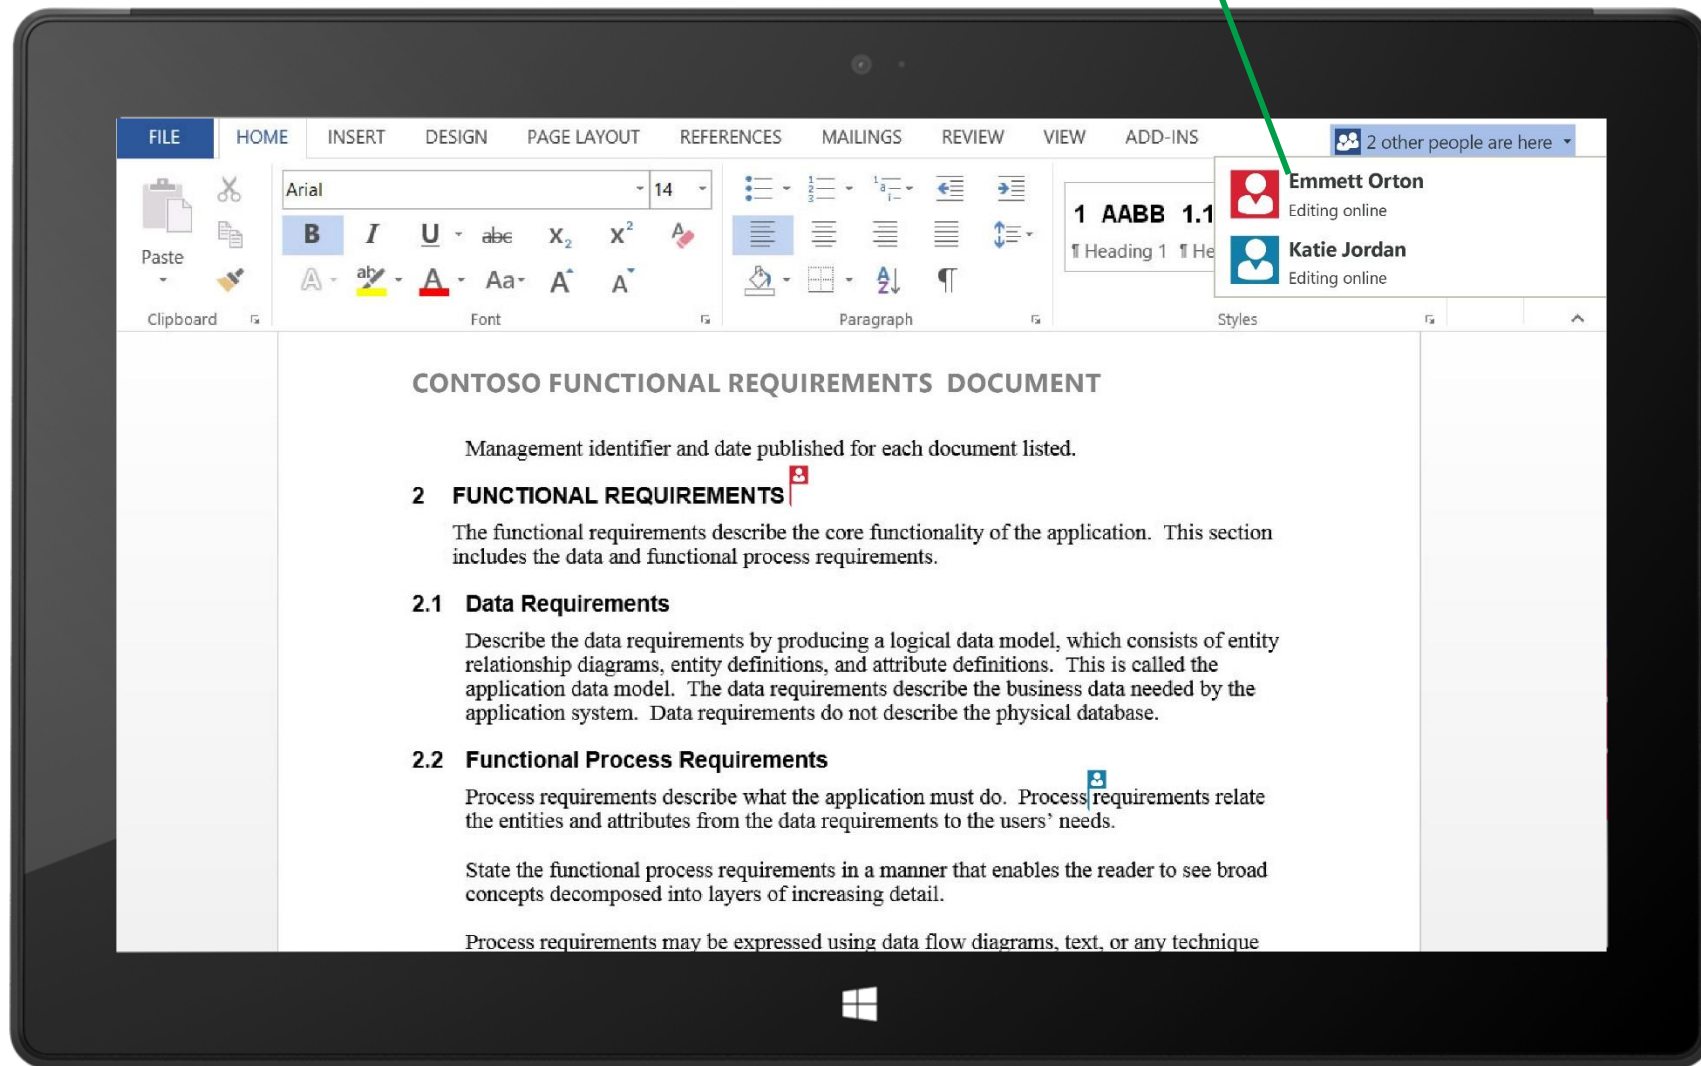 FILE HOME INSERT DESIGN PAGE LAYOUT REFERENCES MAILINGS REVIEW VIEW ADD-INS
2 other people are here
Emmett Orton
Editing online
Katie Jordan
Editing online
Arial 14
B I U abc X₂ X² A
Paste
A aby A Aa A A A Z ¶
1 AABB 1.1
¶ Heading 1 ¶ He
Clipboard Font Paragraph Styles
CONTOSO FUNCTIONAL REQUIREMENTS DOCUMENT
Management identifier and date published for each document listed.
2 FUNCTIONAL REQUIREMENTS
The functional requirements describe the core functionality of the application. This section
includes the data and functional process requirements.
2.1 Data Requirements
Describe the data requirements by producing a logical data model, which consists of entity
relationship diagrams, entity definitions, and attribute definitions. This is called the
application data model. The data requirements describe the business data needed by the
application system. Data requirements do not describe the physical database.
2.2 Functional Process Requirements
Process requirements describe what the application must do. Process requirements relate
the entities and attributes from the data requirements to the users’ needs.
State the functional process requirements in a manner that enables the reader to see broad
concepts decomposed into layers of increasing detail.
Process requirements may be expressed using data flow diagrams, text, or any technique